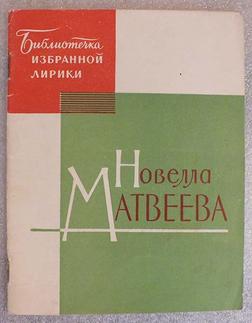 Библиотечка
ИЗБРАННОЙ
ЛИРИКИ
Новелла
МАТВЕЕВА